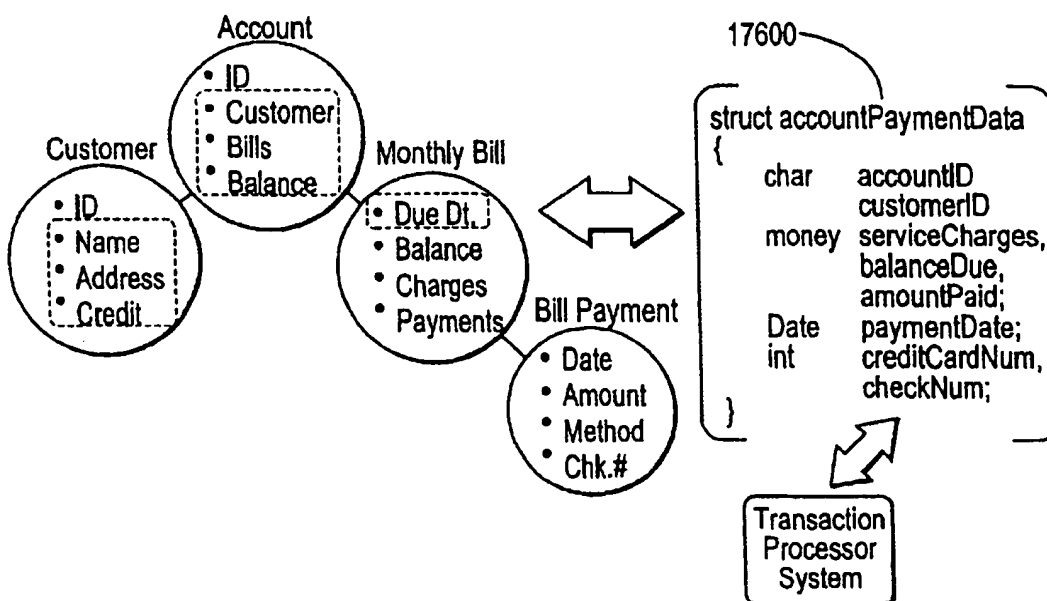 Account
• ID
• Customer
• Bills
• Balance
Customer
• ID
• Name
• Address
• Credit
Monthly Bill
• Due Dt.
• Balance
• Charges
• Payments
Bill Payment
• Date
• Amount
• Method
• Chk.#
17600
struct accountPaymentData
{
char accountID
customerID
money serviceCharges,
balanceDue,
amountPaid;
Date paymentDate;
int creditCardNum,
checkNum;
}
Transaction
Processor
System